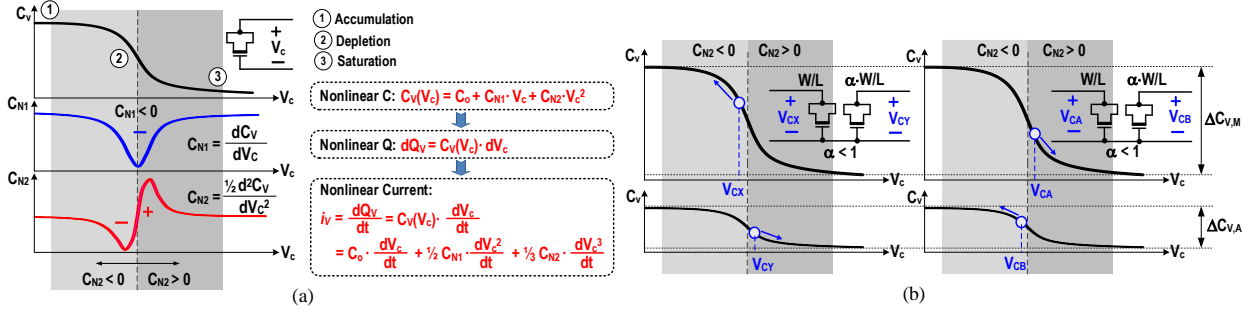 Cv
1
2
3
Vc
+
Vc
−
1 Accumulation
2 Depletion
3 Saturation
CN1
CN1 < 0
−
CN1 = dCV/dVC
Vc
CN2
−
+
CN2 = ½ d²CV/dVC²
Vc
CN2 < 0
CN2 > 0
Nonlinear C: CV(Vc) = Co + CN1· Vc + CN2·Vc²
Nonlinear Q: dQV = CV(Vc) · dVc
Nonlinear Current:
iV = dQV/dt = CV(Vc) · dVc/dt
= Co · dVc/dt + ½ CN1 · dVc²/dt + ⅓ CN2 · dVc³/dt
(a)
CN2 < 0
CN2 > 0
Cv
W/L
α·W/L
+
VCX
−
+
VCY
−
α < 1
Vc
VCX
VCY
Vc
CN2 < 0
CN2 > 0
Cv
W/L
α·W/L
+
VCA
−
+
VCB
−
α < 1
Vc
VCA
ΔCV,M
VCB
Vc
ΔCV,A
(b)